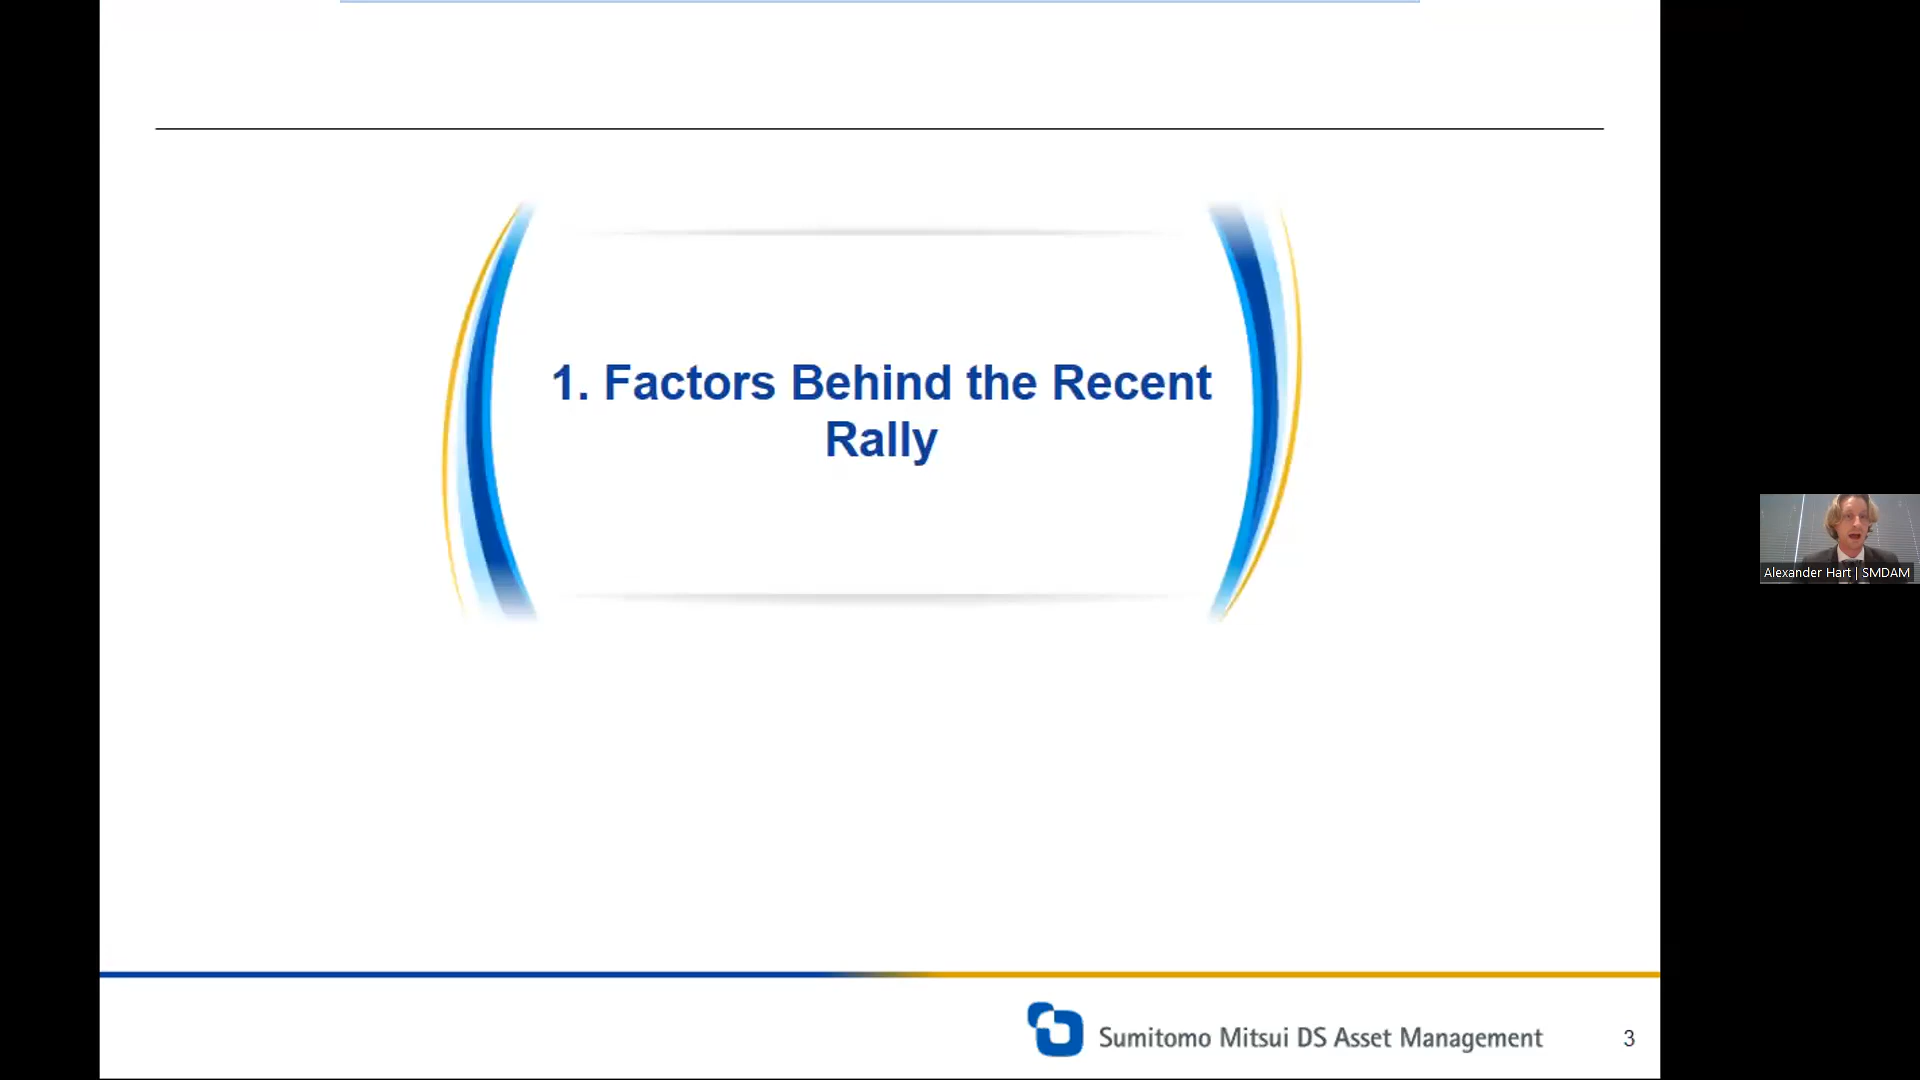 1. Factors Behind the Recent
Rally
Alexander Hart | SMDAM
Sumitomo Mitsui DS Asset Management
3